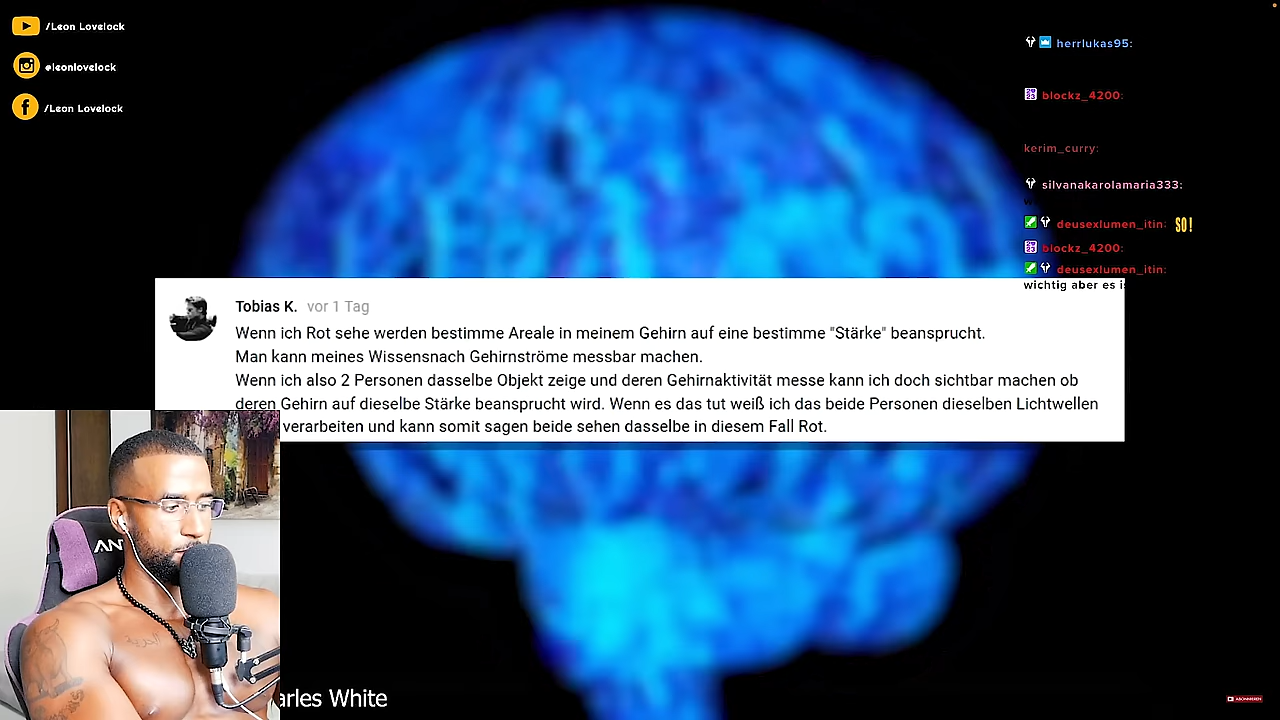 /Leon Lovelock
@leonlovelock
/Leon Lovelock
herrlukas95:
blockz_4200:
kerim_curry:
silvanakarolamaria333:
deusexlumen_itin: SO!
blockz_4200:
deusexlumen_itin:
wichtig aber es
Tobias K. vor 1 Tag
Wenn ich Rot sehe werden bestimme Areale in meinem Gehirn auf eine bestimme "Stärke" beansprucht.
Man kann meines Wissensnach Gehirnströme messbar machen.
Wenn ich also 2 Personen dasselbe Objekt zeige und deren Gehirnaktivität messe kann ich doch sichtbar machen ob
deren Gehirn auf dieselbe Stärke beansprucht wird. Wenn es das tut weiß ich das beide Personen dieselben Lichtwellen
verarbeiten und kann somit sagen beide sehen dasselbe in diesem Fall Rot.
AN
arles White
ABONNIEREN